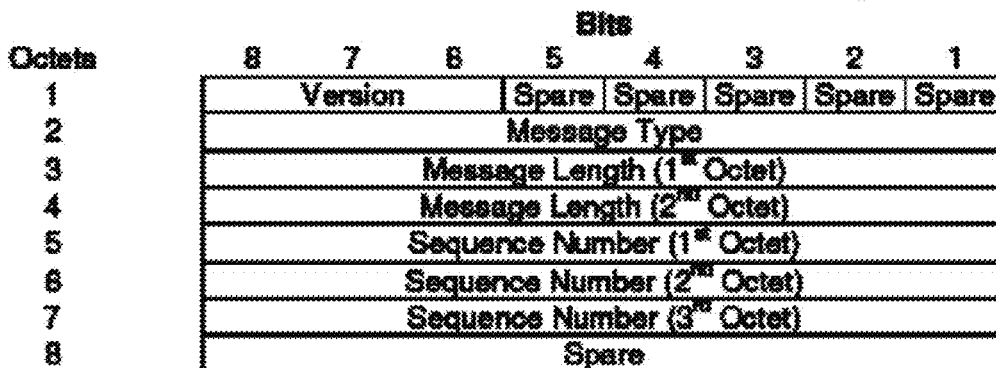 Bits
Octets 8 7 6 5 4 3 2 1
1 Version Spare Spare Spare Spare Spare
2 Message Type
3 Message Length (1st Octet)
4 Message Length (2nd Octet)
5 Sequence Number (1st Octet)
6 Sequence Number (2nd Octet)
7 Sequence Number (3rd Octet)
8 Spare